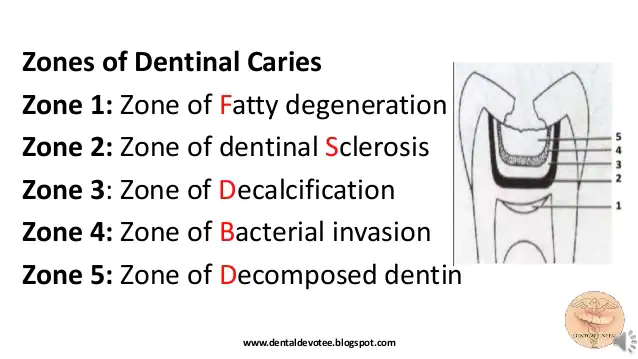 Zones of Dentinal Caries
Zone 1: Zone of Fatty degeneration
Zone 2: Zone of dentinal Sclerosis
Zone 3: Zone of Decalcification
Zone 4: Zone of Bacterial invasion
Zone 5: Zone of Decomposed dentin
5
4
3
2
1
www.dentaldevotee.blogspot.com